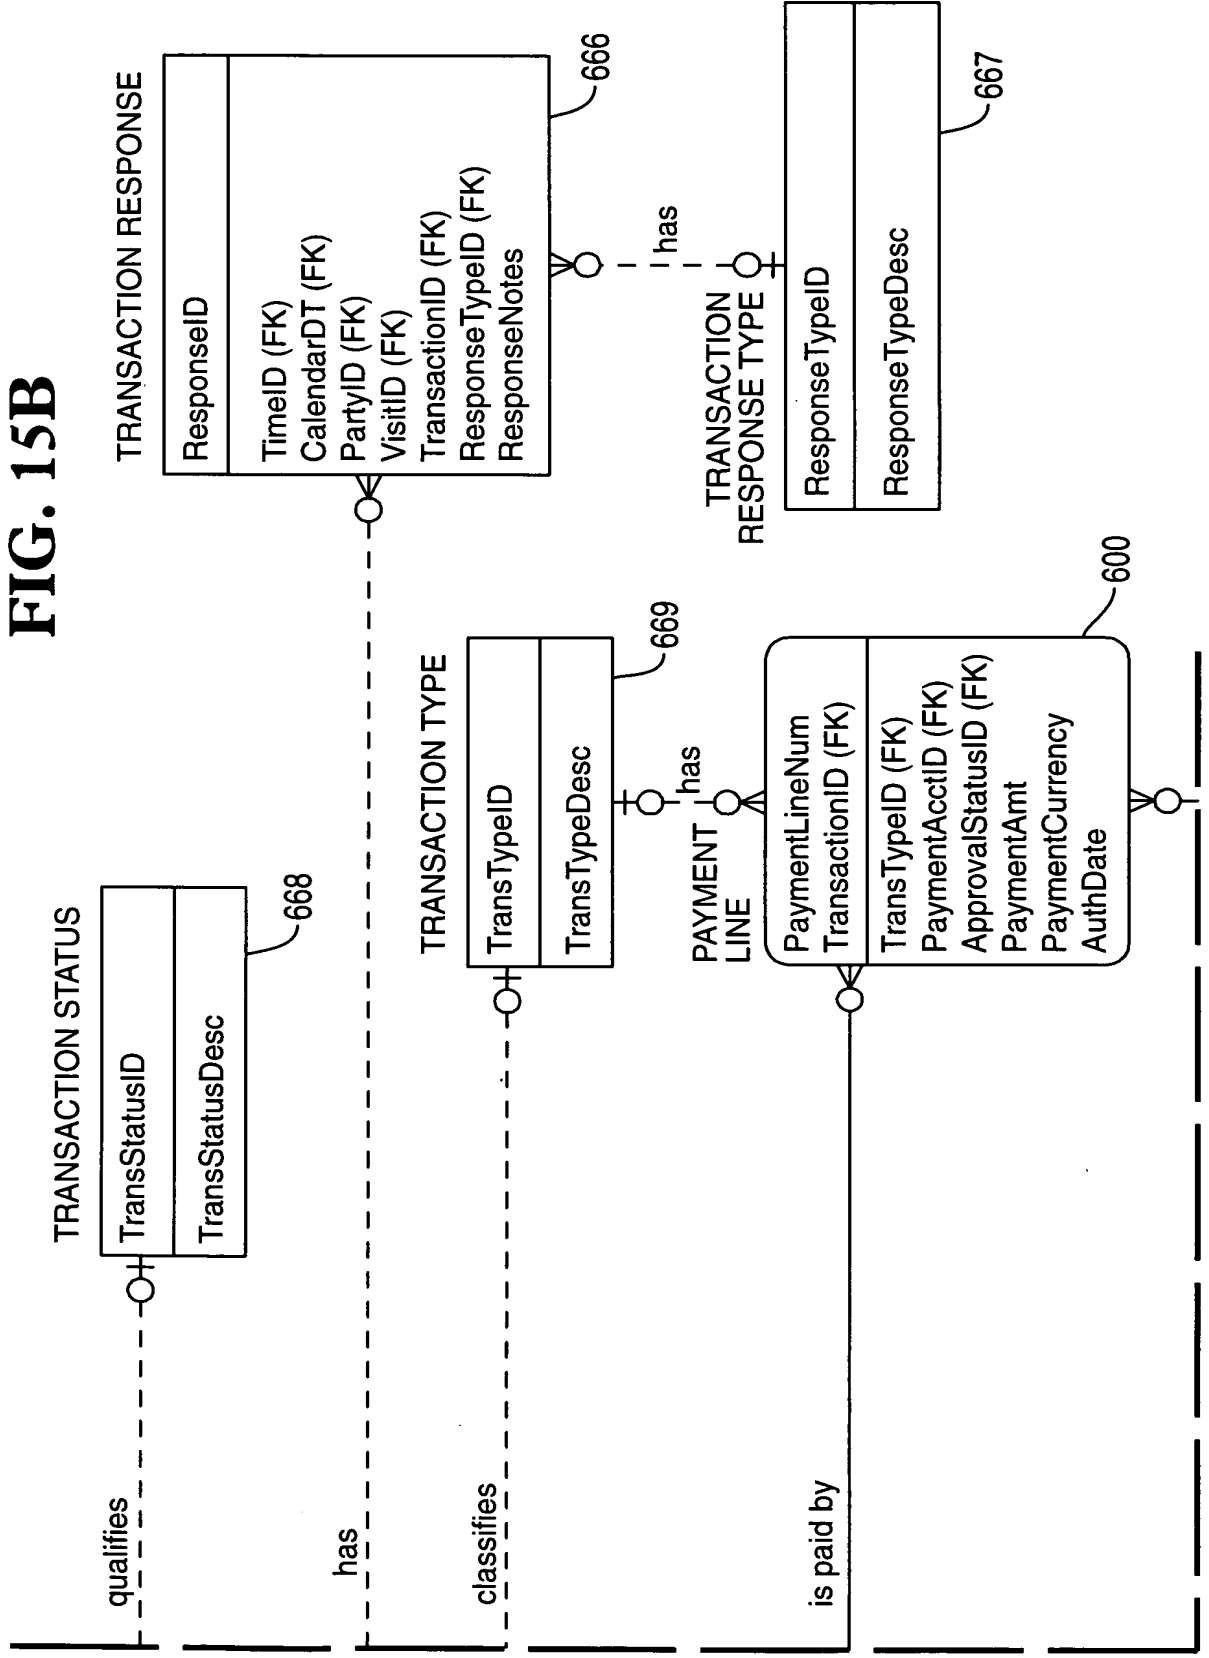 FIG. 15B
TRANSACTION STATUS
TransStatusID
TransStatusDesc
668
qualifies
TRANSACTION RESPONSE
ResponseID
TimeID (FK)
CalendarDT (FK)
PartyID (FK)
VisitID (FK)
TransactionID (FK)
ResponseTypeID (FK)
ResponseNotes
666
has
has
TRANSACTION
RESPONSE TYPE
ResponseTypeID
ResponseTypeDesc
667
TRANSACTION TYPE
TransTypeID
TransTypeDesc
669
classifies
has
PAYMENT
LINE
PaymentLineNum
TransactionID (FK)
TransTypeID (FK)
PaymentAcctID (FK)
ApprovalStatusID (FK)
PaymentAmt
PaymentCurrency
AuthDate
600
is paid by